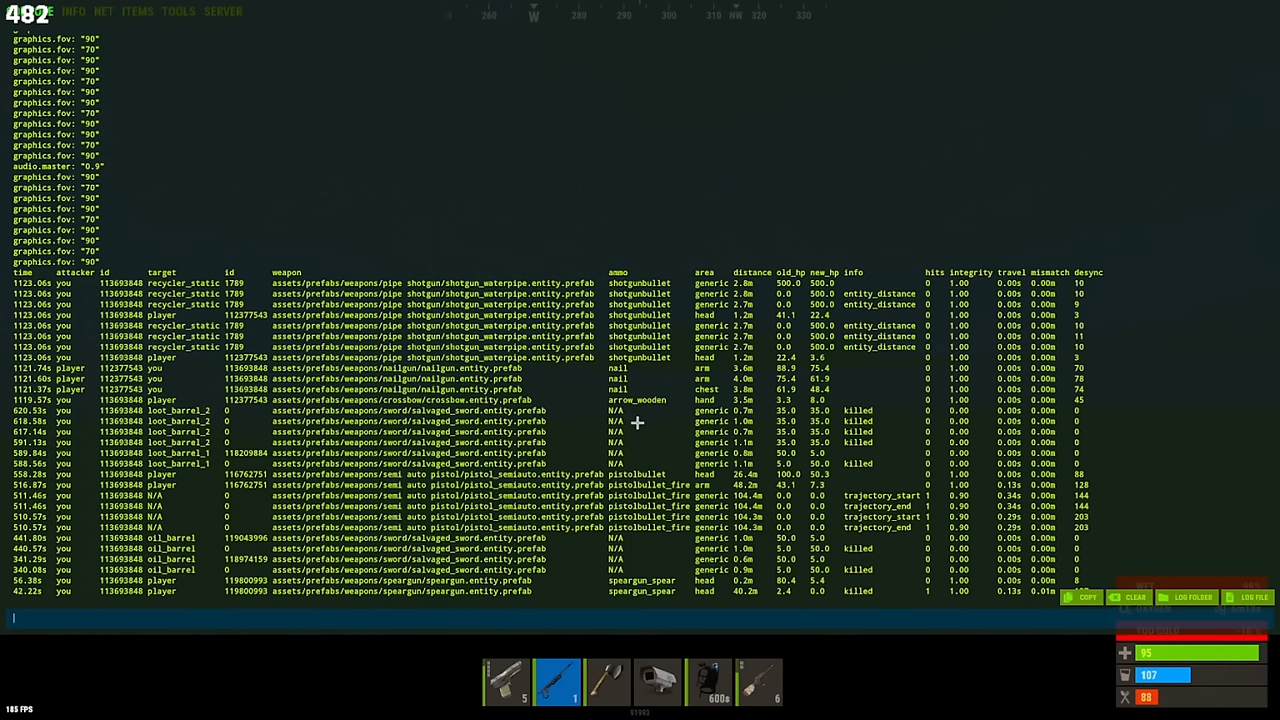 482
INFO NET ITEMS TOOLS SERVER
260 W 280 290 300 310 NW 320 330
graphics.fov: "90"
graphics.fov: "70"
graphics.fov: "90"
graphics.fov: "90"
graphics.fov: "70"
graphics.fov: "90"
graphics.fov: "90"
graphics.fov: "70"
graphics.fov: "90"
graphics.fov: "90"
graphics.fov: "70"
graphics.fov: "90"
audio.master: "0.9"
graphics.fov: "90"
graphics.fov: "70"
graphics.fov: "90"
graphics.fov: "90"
graphics.fov: "70"
graphics.fov: "90"
graphics.fov: "90"
graphics.fov: "70"
graphics.fov: "90"
time attacker id target id weapon ammo area distance old_hp new_hp info hits integrity travel mismatch desync
1123.06s you 113693848 recycler_static 1789 assets/prefabs/weapons/pipe shotgun/shotgun_waterpipe.entity.prefab shotgunbullet generic 2.8m 500.0 500.0 0 1.00 0.00s 0.00m 10
1123.06s you 113693848 recycler_static 1789 assets/prefabs/weapons/pipe shotgun/shotgun_waterpipe.entity.prefab shotgunbullet generic 2.8m 0.0 500.0 entity_distance 0 1.00 0.00s 0.00m 10
1123.06s you 113693848 recycler_static 1789 assets/prefabs/weapons/pipe shotgun/shotgun_waterpipe.entity.prefab shotgunbullet generic 2.7m 0.0 500.0 entity_distance 0 1.00 0.00s 0.00m 9
1123.06s you 113693848 player 112377543 assets/prefabs/weapons/pipe shotgun/shotgun_waterpipe.entity.prefab shotgunbullet head 1.2m 41.1 22.4 0 1.00 0.00s 0.00m 3
1123.06s you 113693848 recycler_static 1789 assets/prefabs/weapons/pipe shotgun/shotgun_waterpipe.entity.prefab shotgunbullet generic 2.7m 0.0 500.0 entity_distance 0 1.00 0.00s 0.00m 10
1123.06s you 113693848 recycler_static 1789 assets/prefabs/weapons/pipe shotgun/shotgun_waterpipe.entity.prefab shotgunbullet generic 2.7m 0.0 500.0 entity_distance 0 1.00 0.00s 0.00m 11
1123.06s you 113693848 recycler_static 1789 assets/prefabs/weapons/pipe shotgun/shotgun_waterpipe.entity.prefab shotgunbullet generic 2.7m 0.0 500.0 entity_distance 0 1.00 0.00s 0.00m 10
1123.06s you 113693848 player 112377543 assets/prefabs/weapons/pipe shotgun/shotgun_waterpipe.entity.prefab shotgunbullet head 1.2m 22.4 3.6 0 1.00 0.00s 0.00m 3
1121.74s player 112377543 you 113693848 assets/prefabs/weapons/nailgun/nailgun.entity.prefab nail arm 3.6m 88.9 75.4 0 1.00 0.00s 0.00m 70
1121.60s player 112377543 you 113693848 assets/prefabs/weapons/nailgun/nailgun.entity.prefab nail arm 4.0m 75.4 61.9 0 1.00 0.00s 0.00m 78
1121.37s player 112377543 you 113693848 assets/prefabs/weapons/nailgun/nailgun.entity.prefab nail chest 3.8m 61.9 48.4 0 1.00 0.00s 0.00m 74
1119.57s you 113693848 player 112377543 assets/prefabs/weapons/crossbow/crossbow.entity.prefab arrow_wooden hand 3.5m 3.3 8.0 0 1.00 0.00s 0.00m 45
620.53s you 113693848 loot_barrel_2 0 assets/prefabs/weapons/sword/salvaged_sword.entity.prefab N/A generic 0.7m 35.0 35.0 killed 0 1.00 0.00s 0.00m 0
618.58s you 113693848 loot_barrel_2 0 assets/prefabs/weapons/sword/salvaged_sword.entity.prefab N/A generic 1.0m 35.0 35.0 killed 0 1.00 0.00s 0.00m 0
617.14s you 113693848 loot_barrel_2 0 assets/prefabs/weapons/sword/salvaged_sword.entity.prefab N/A generic 0.7m 35.0 35.0 killed 0 1.00 0.00s 0.00m 0
591.13s you 113693848 loot_barrel_2 0 assets/prefabs/weapons/sword/salvaged_sword.entity.prefab N/A generic 1.1m 35.0 35.0 killed 0 1.00 0.00s 0.00m 0
589.84s you 113693848 loot_barrel_1 118209884 assets/prefabs/weapons/sword/salvaged_sword.entity.prefab N/A generic 0.8m 50.0 5.0 0 1.00 0.00s 0.00m 0
588.56s you 113693848 loot_barrel_1 0 assets/prefabs/weapons/sword/salvaged_sword.entity.prefab N/A generic 1.1m 5.0 50.0 killed 0 1.00 0.00s 0.00m 0
558.28s you 113693848 player 116762751 assets/prefabs/weapons/semi auto pistol/pistol_semiauto.entity.prefab pistolbullet head 26.4m 100.0 50.3 0 1.00 0.00s 0.00m 88
516.87s you 113693848 player 116762751 assets/prefabs/weapons/semi auto pistol/pistol_semiauto.entity.prefab pistolbullet_fire arm 48.2m 43.1 7.3 0 1.00 0.13s 0.00m 128
511.46s you 113693848 N/A 0 assets/prefabs/weapons/semi auto pistol/pistol_semiauto.entity.prefab pistolbullet_fire generic 104.4m 0.0 0.0 trajectory_start 1 0.90 0.34s 0.00m 144
511.46s you 113693848 N/A 0 assets/prefabs/weapons/semi auto pistol/pistol_semiauto.entity.prefab pistolbullet_fire generic 104.4m 0.0 0.0 trajectory_end 1 0.90 0.34s 0.00m 144
510.57s you 113693848 N/A 0 assets/prefabs/weapons/semi auto pistol/pistol_semiauto.entity.prefab pistolbullet_fire generic 104.3m 0.0 0.0 trajectory_start 1 0.90 0.29s 0.00m 203
510.57s you 113693848 N/A 0 assets/prefabs/weapons/semi auto pistol/pistol_semiauto.entity.prefab pistolbullet_fire generic 104.3m 0.0 0.0 trajectory_end 1 0.90 0.29s 0.00m 203
441.80s you 113693848 oil_barrel 119043996 assets/prefabs/weapons/sword/salvaged_sword.entity.prefab N/A generic 1.0m 50.0 5.0 0 1.00 0.00s 0.00m 0
440.57s you 113693848 oil_barrel 0 assets/prefabs/weapons/sword/salvaged_sword.entity.prefab N/A generic 1.0m 5.0 50.0 killed 0 1.00 0.00s 0.00m 0
341.29s you 113693848 oil_barrel 118974159 assets/prefabs/weapons/sword/salvaged_sword.entity.prefab N/A generic 0.6m 50.0 5.0 0 1.00 0.00s 0.00m 0
340.08s you 113693848 oil_barrel 0 assets/prefabs/weapons/sword/salvaged_sword.entity.prefab N/A generic 0.9m 5.0 50.0 killed 0 1.00 0.00s 0.00m 0
56.38s you 113693848 player 119800993 assets/prefabs/weapons/speargun/speargun.entity.prefab speargun_spear head 0.2m 80.4 5.4 0 1.00 0.00s 0.00m 8
42.22s you 113693848 player 119800993 assets/prefabs/weapons/speargun/speargun.entity.prefab speargun_spear generic 40.2m 2.4 0.0 killed 1 1.00 0.13s 0.01m
COPY CLEAR LOG FOLDER LOG FILE
TOO COLD
95
107
88
5 1 600s 6
185 FPS